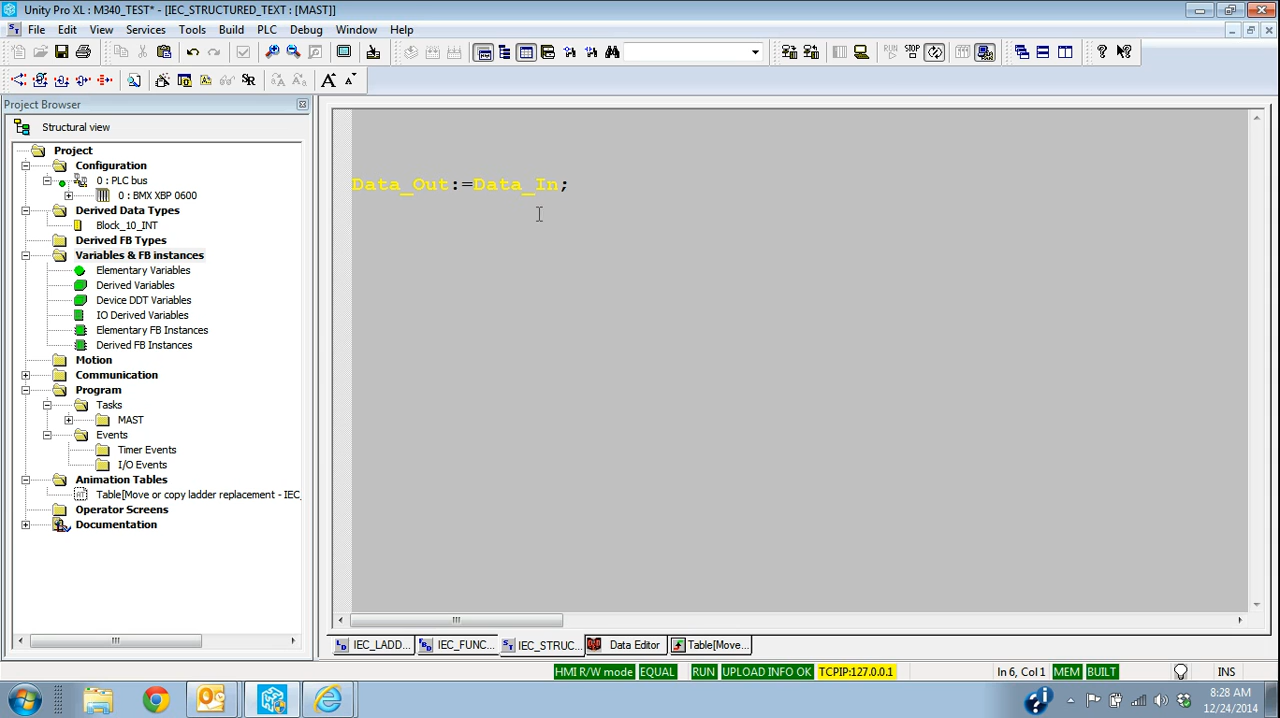 Unity Pro XL : M340_TEST* - [IEC_STRUCTURED_TEXT : [MAST]]
File Edit View Services Tools Build PLC Debug Window Help
Project Browser
Structural view
Project
Configuration
0 : PLC bus
0 : BMX XBP 0600
Derived Data Types
Block_10_INT
Derived FB Types
Variables & FB instances
Elementary Variables
Derived Variables
Device DDT Variables
IO Derived Variables
Elementary FB Instances
Derived FB Instances
Motion
Communication
Program
Tasks
MAST
Events
Timer Events
I/O Events
Animation Tables
Table[Move or copy ladder replacement - IEC_
Operator Screens
Documentation
Data_Out:=Data_In;
IEC_LADD... IEC_FUNC... IEC_STRUC... Data Editor Table[Move...
HMI R/W mode EQUAL RUN UPLOAD INFO OK TCPIP:127.0.0.1 ln 6, Col 1 MEM BUILT INS
8:28 AM
12/24/2014